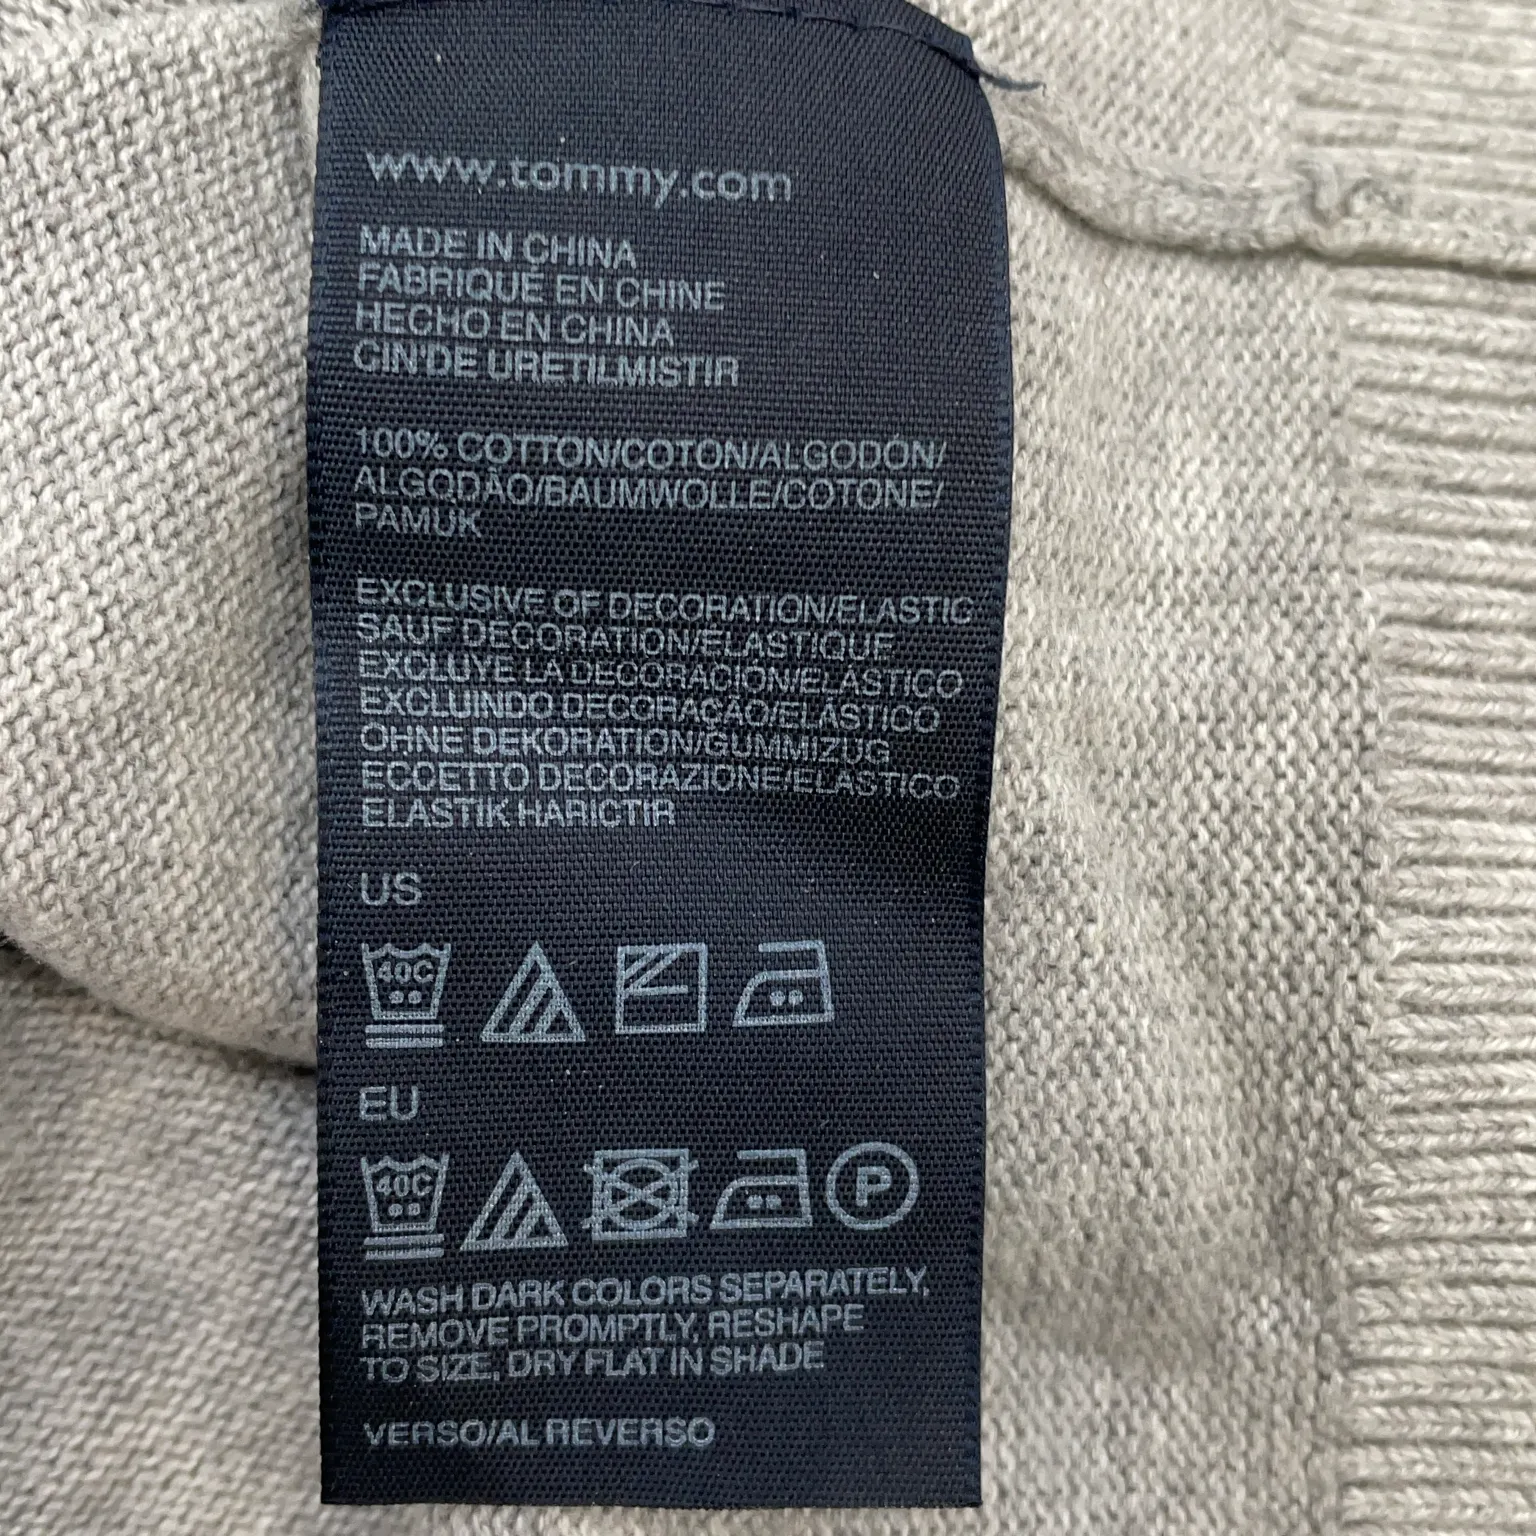 www.tommy.com
MADE IN CHINA
FABRIQUÉ EN CHINE
HECHO EN CHINA
CIN'DE URETILMISTIR
100% COTTON/COTON/ALGODÓN/
ALGODÃO/BAUMWOLLE/COTONE/
PAMUK
EXCLUSIVE OF DECORATION/ELASTIC
SAUF DECORATION/ÉLASTIQUE
EXCLUYE LA DECORACIÓN/ELÁSTICO
EXCLUINDO DECORAÇÃO/ELÁSTICO
OHNE DEKORATION/GUMMIZUG
ECCETTO DECORAZIONE/ELASTICO
ELASTIK HARICTIR
US
40C
EU
40C P
WASH DARK COLORS SEPARATELY,
REMOVE PROMPTLY, RESHAPE
TO SIZE, DRY FLAT IN SHADE
VERSO/AL REVERSO